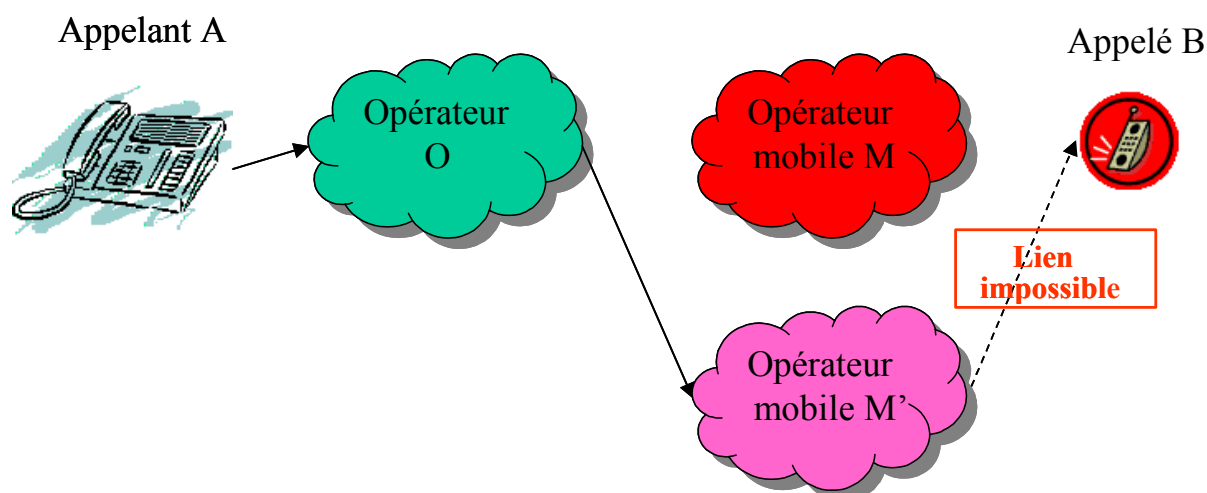 Appelant A
Appelé B
Opérateur
O
Opérateur
mobile M
Lien
impossible
Opérateur
mobile M’